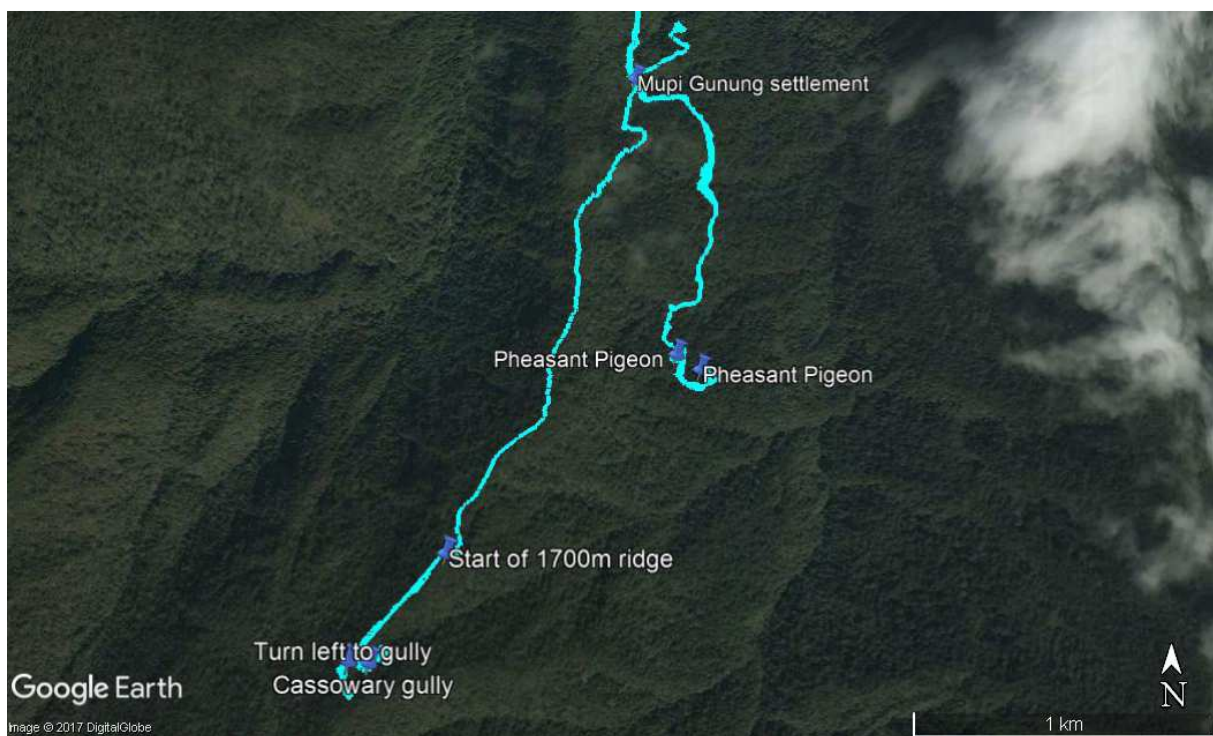 Mupi Gunung settlement
Pheasant Pigeon
Pheasant Pigeon
Start of 1700m ridge
Turn left to gully
Cassowary gully
Google Earth
N
Image © 2017 DigitalGlobe
1 km